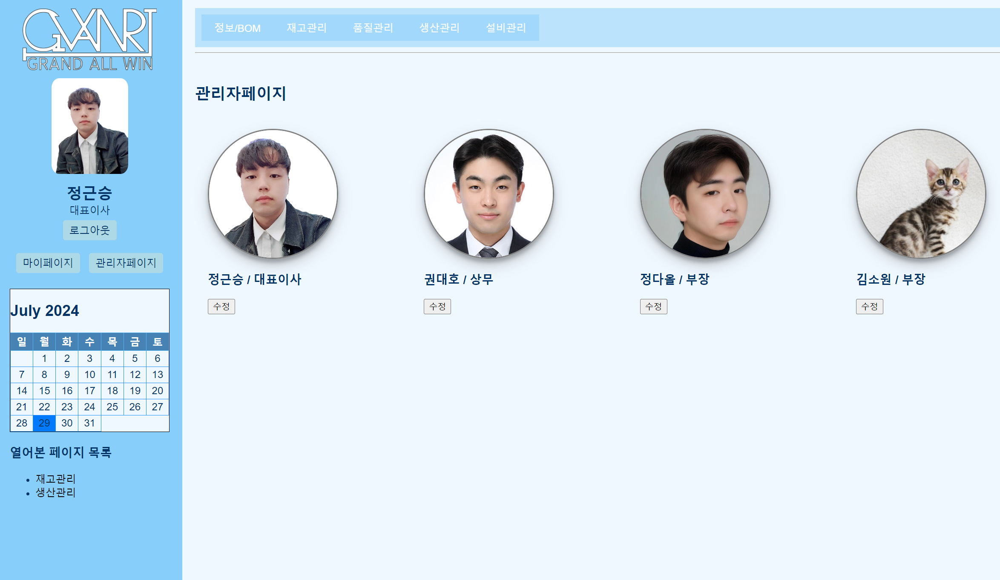 GRAND ALL WIN
정근승
대표이사
로그아웃
마이페이지 관리자페이지
July 2024
일 월 화 수 목 금 토
1 2 3 4 5 6
7 8 9 10 11 12 13
14 15 16 17 18 19 20
21 22 23 24 25 26 27
28 29 30 31
열어본 페이지 목록
재고관리
생산관리
정보/BOM 재고관리 품질관리 생산관리 설비관리
관리자페이지
정근승 / 대표이사 권대호 / 상무 정다올 / 부장 김소원 / 부장
수정 수정 수정 수정